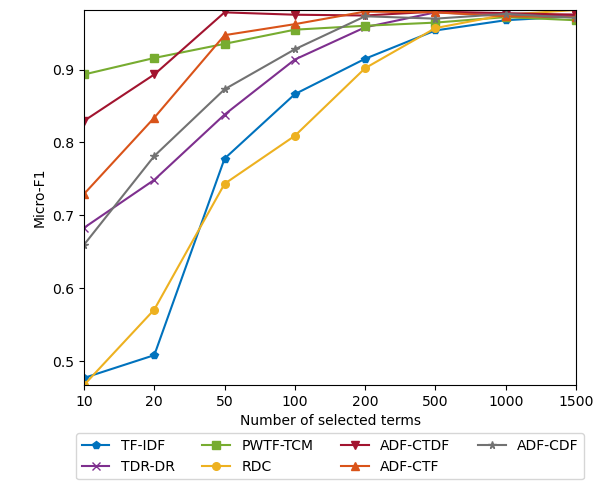 0.9
0.8
0.7
0.6
0.5
Micro-F1
10 20 50 100 200 500 1000 1500
Number of selected terms
TF-IDF PWTF-TCM ADF-CTDF ADF-CDF
TDR-DR RDC ADF-CTF